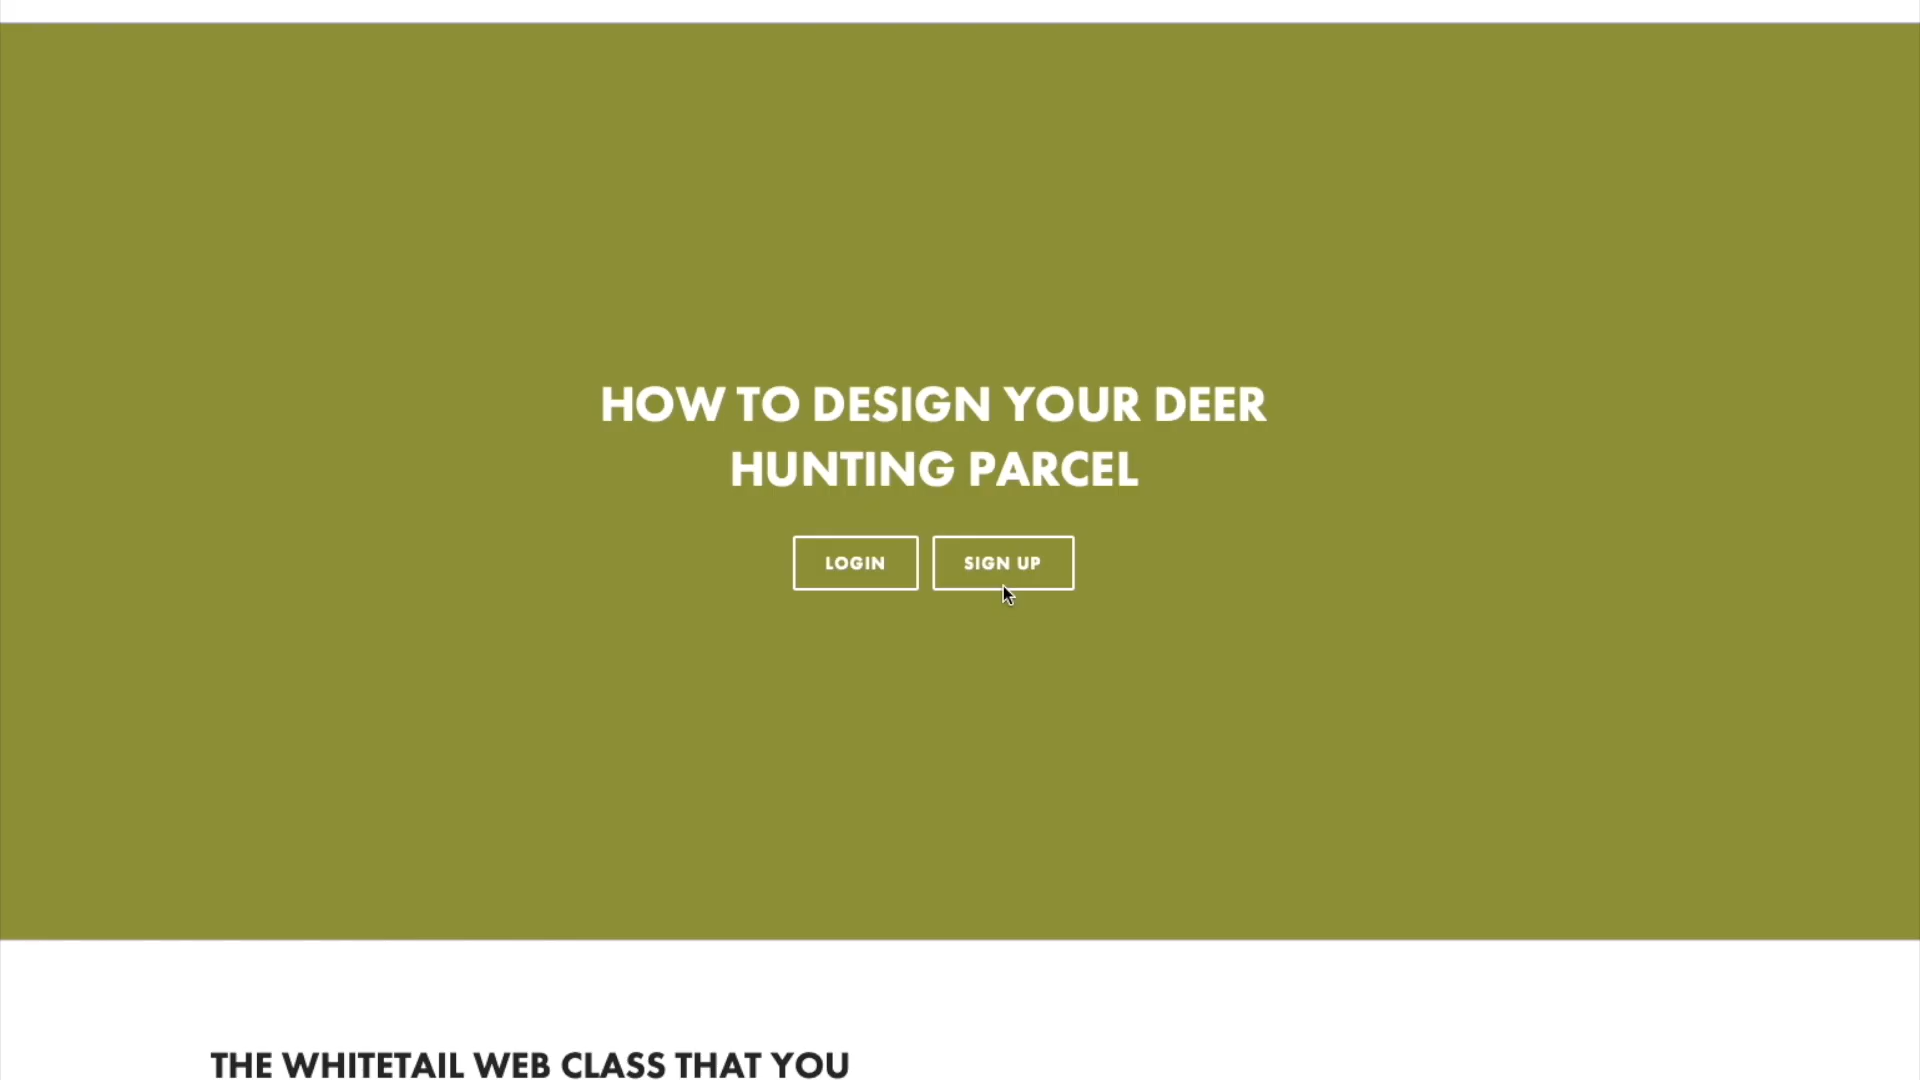 HOW TO DESIGN YOUR DEER
HUNTING PARCEL
LOGIN
SIGN UP
THE WHITETAIL WEB CLASS THAT YOU